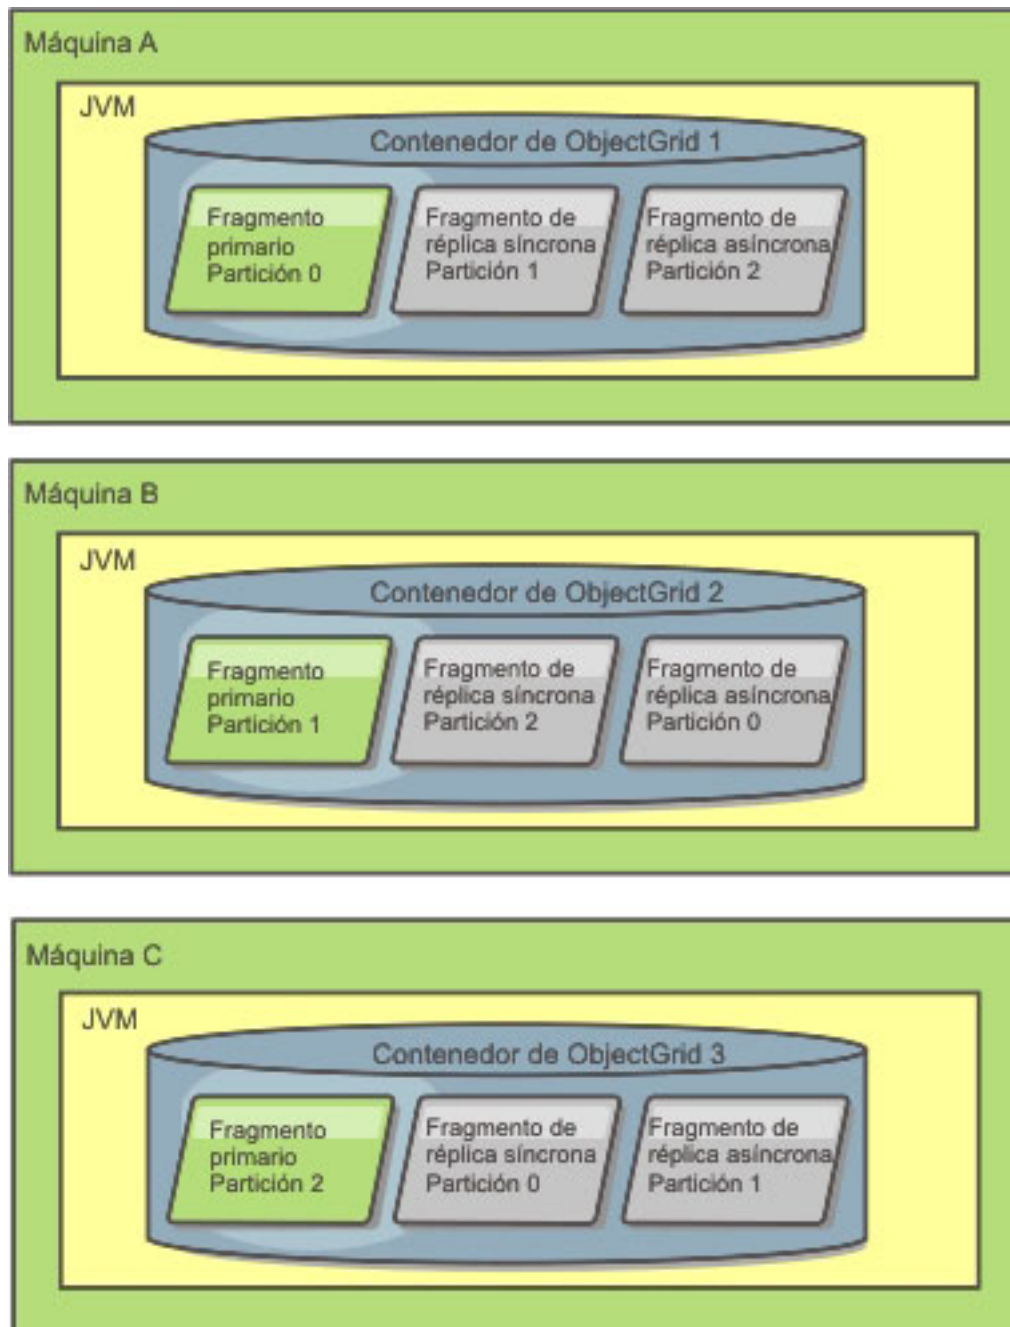 Máquina A
JVM
Contenedor de ObjectGrid 1
Fragmento
primario
Partición 0
Fragmento de
réplica síncrona
Partición 1
Fragmento de
réplica asíncrona
Partición 2
Máquina B
JVM
Contenedor de ObjectGrid 2
Fragmento
primario
Partición 1
Fragmento de
réplica síncrona
Partición 2
Fragmento de
réplica asíncrona
Partición 0
Máquina C
JVM
Contenedor de ObjectGrid 3
Fragmento
primario
Partición 2
Fragmento de
réplica síncrona
Partición 0
Fragmento de
réplica asíncrona
Partición 1